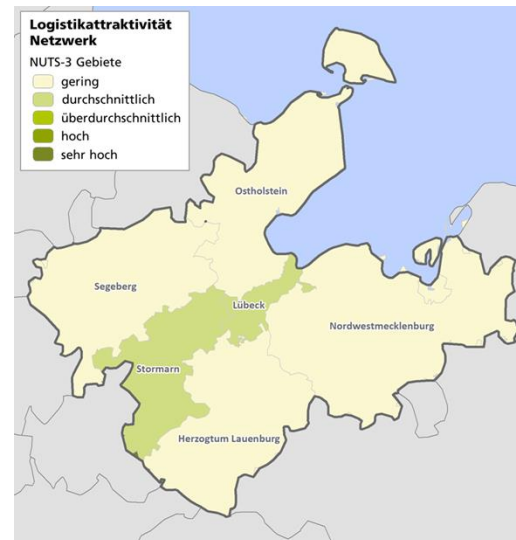 Logistikattraktivität
Netzwerk
NUTS-3 Gebiete
gering
durchschnittlich
überdurchschnittlich
hoch
sehr hoch
Ostholstein
Segeberg
Lübeck
Nordwestmecklenburg
Stormarn
Herzogtum Lauenburg